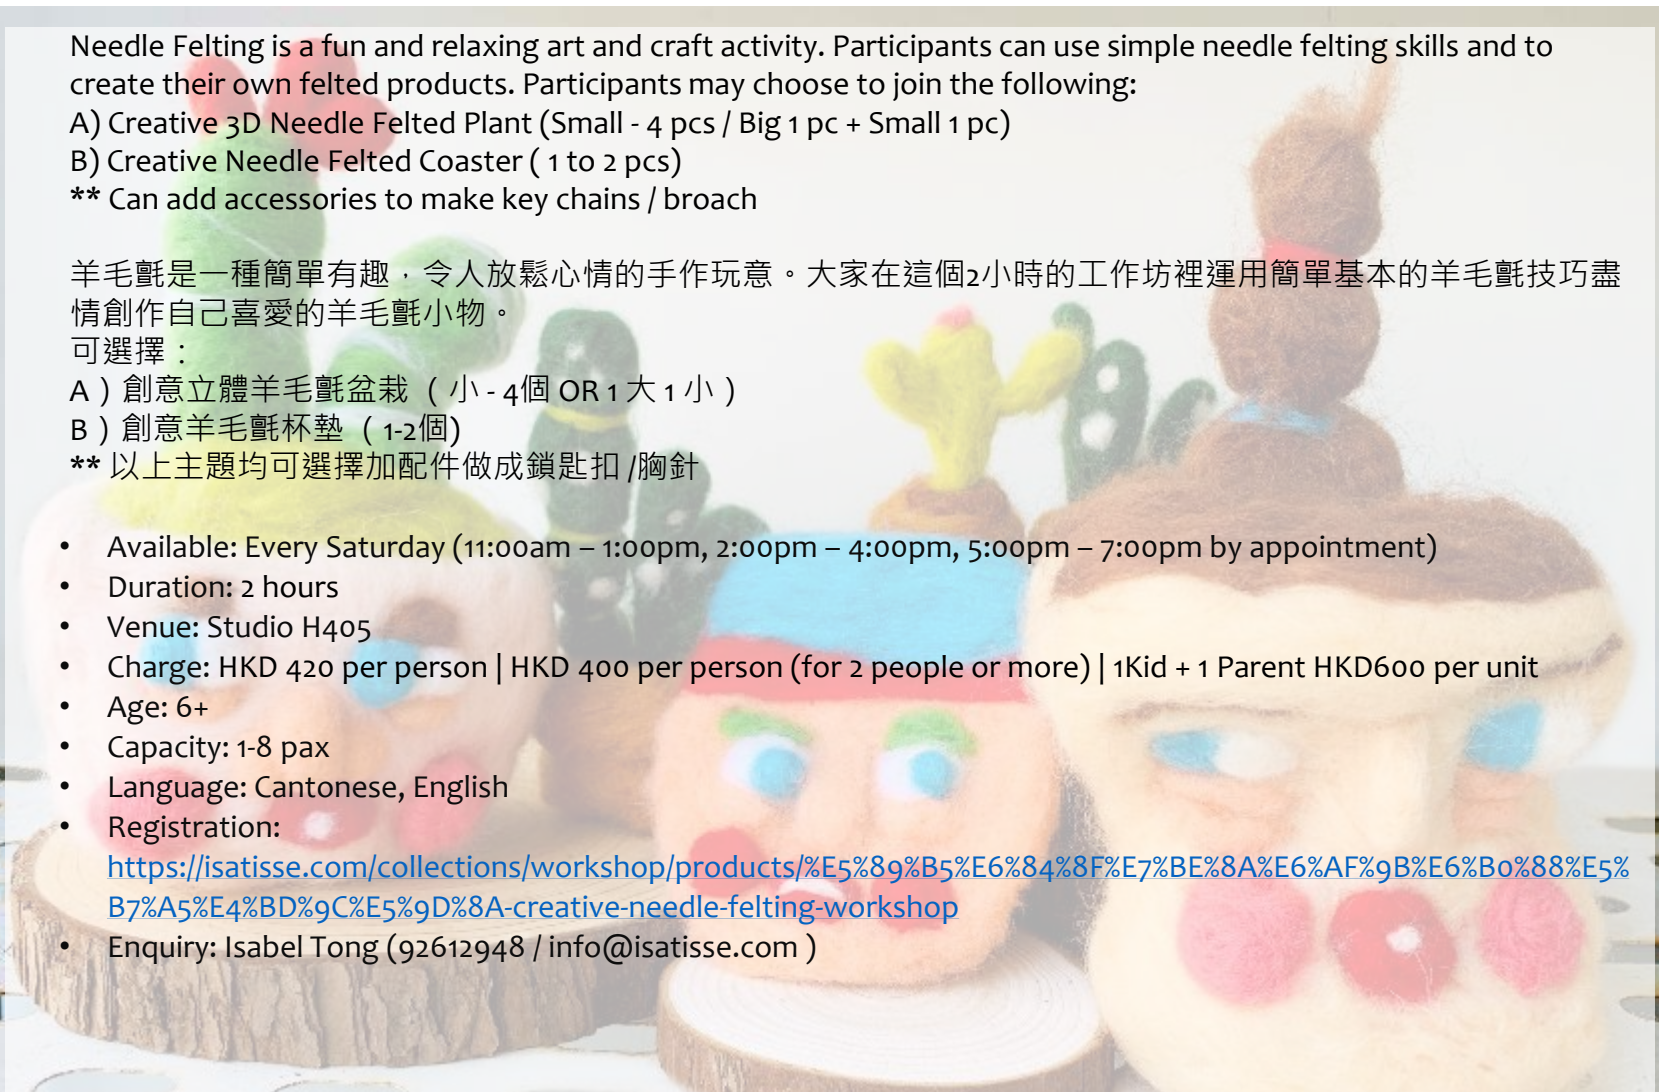 Needle Felting is a fun and relaxing art and craft activity. Participants can use simple needle felting skills and to
create their own felted products. Participants may choose to join the following:
A) Creative 3D Needle Felted Plant (Small - 4 pcs / Big 1 pc + Small 1 pc)
B) Creative Needle Felted Coaster ( 1 to 2 pcs)
** Can add accessories to make key chains / broach
羊毛氈是一種簡單有趣，令人放鬆心情的手作玩意。大家在這個2小時的工作坊裡運用簡單基本的羊毛氈技巧盡
情創作自己喜愛的羊毛氈小物。
可選擇：
A ) 創意立體羊毛氈盆栽 ( 小 - 4個 OR 1 大 1 小 )
B ) 創意羊毛氈杯墊 ( 1-2個)
** 以上主題均可選擇加配件做成鎖匙扣 /胸針
• Available: Every Saturday (11:00am – 1:00pm, 2:00pm – 4:00pm, 5:00pm – 7:00pm by appointment)
• Duration: 2 hours
• Venue: Studio H405
• Charge: HKD 420 per person | HKD 400 per person (for 2 people or more) | 1Kid + 1 Parent HKD600 per unit
• Age: 6+
• Capacity: 1-8 pax
• Language: Cantonese, English
• Registration:
https://isatisse.com/collections/workshop/products/%E5%89%B5%E6%84%8F%E7%BE%8A%E6%AF%9B%E6%B0%88%E5%
B7%A5%E4%BD%9C%E5%9D%8A-creative-needle-felting-workshop
• Enquiry: Isabel Tong (92612948 / info@isatisse.com )